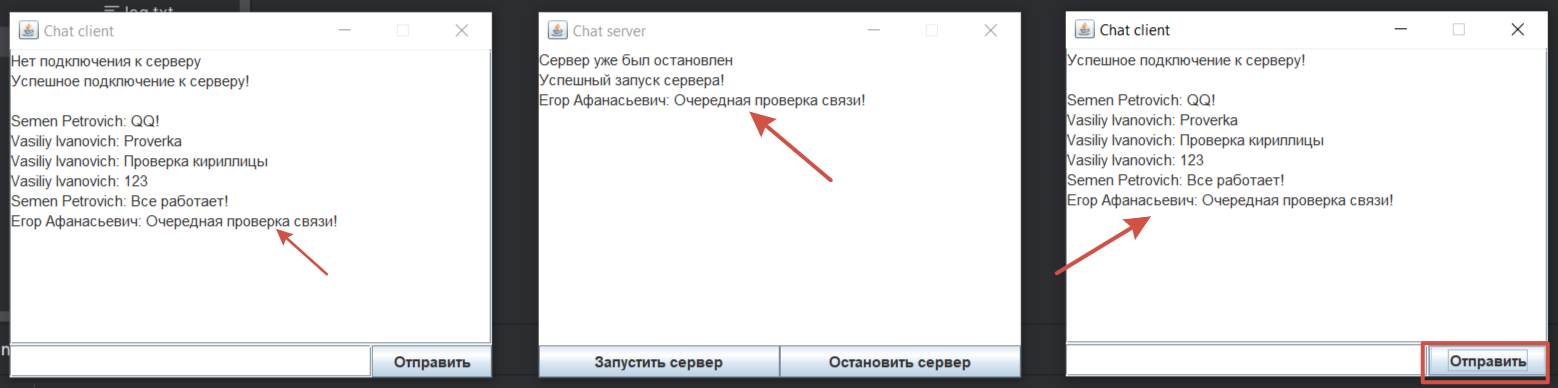 log.txt
Chat client
Нет подключения к серверу
Успешное подключение к серверу!
Semen Petrovich: QQ!
Vasiliy Ivanovich: Proverka
Vasiliy Ivanovich: Проверка кириллицы
Vasiliy Ivanovich: 123
Semen Petrovich: Все работает!
Егор Афанасьевич: Очередная проверка связи!
Отправить
Chat server
Сервер уже был остановлен
Успешный запуск сервера!
Егор Афанасьевич: Очередная проверка связи!
Запустить сервер
Остановить сервер
Chat client
Успешное подключение к серверу!
Semen Petrovich: QQ!
Vasiliy Ivanovich: Proverka
Vasiliy Ivanovich: Проверка кириллицы
Vasiliy Ivanovich: 123
Semen Petrovich: Все работает!
Егор Афанасьевич: Очередная проверка связи!
Отправить